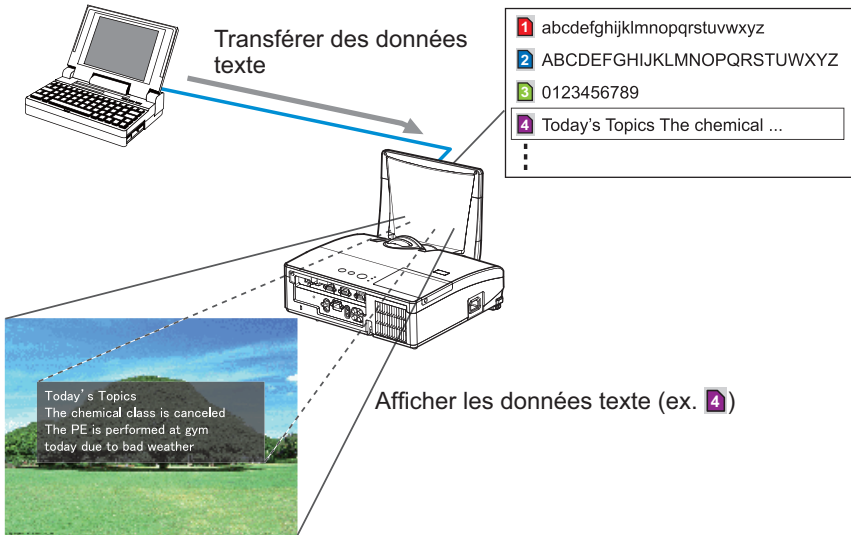 Transférer des données
texte
1 abcdefghijklmnopqrstuvwxyz
2 ABCDEFGHIJKLMNOPQRSTUWXYZ
3 0123456789
4 Today's Topics The chemical ...
Today's Topics
The chemical class is canceled
The PE is performed at gym
today due to bad weather
Afficher les données texte (ex. 4)